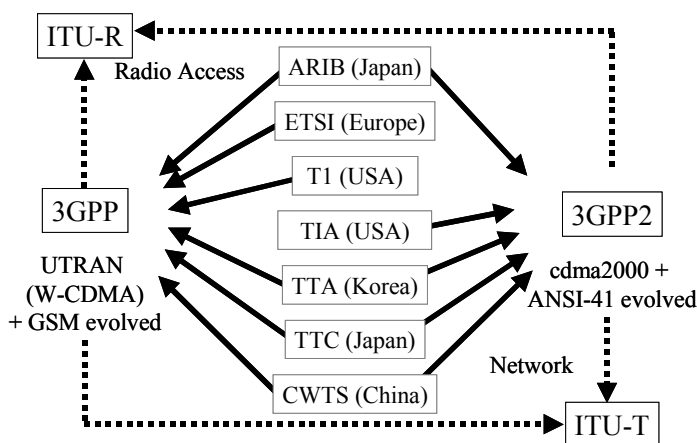 ITU-R
Radio Access
ARIB (Japan)
ETSI (Europe)
T1 (USA)
3GPP
TIA (USA)
3GPP2
UTRAN
(W-CDMA)
+ GSM evolved
TTA (Korea)
cdma2000 +
ANSI-41 evolved
TTC (Japan)
CWTS (China)
Network
ITU-T